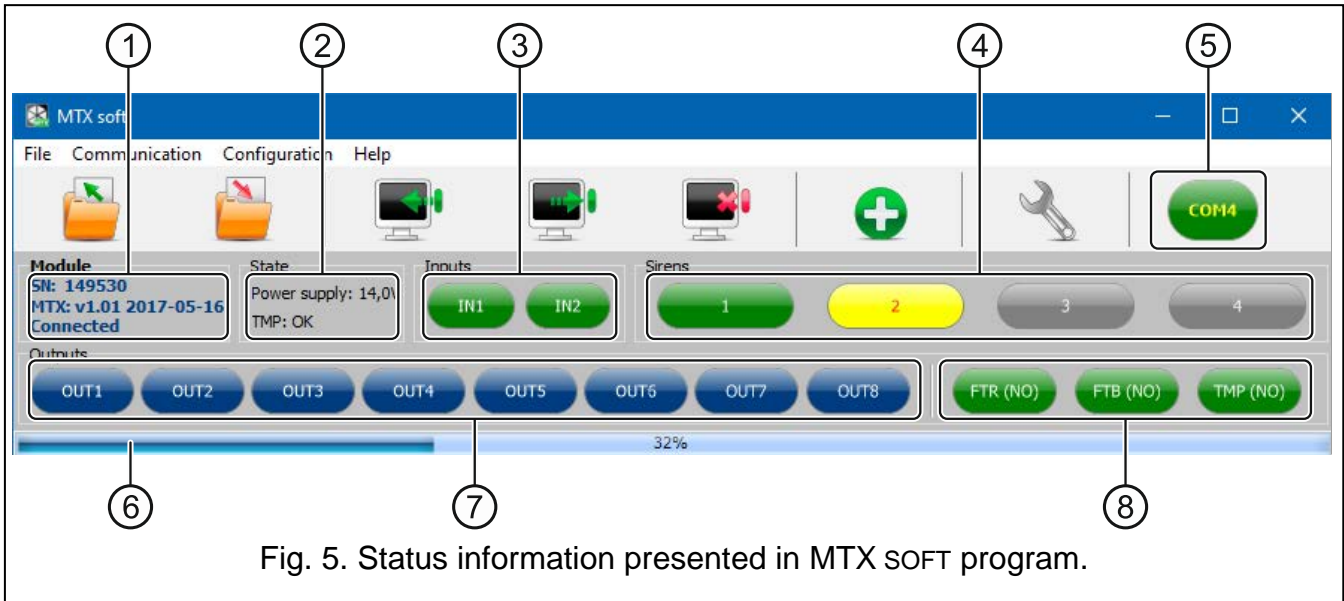 1 2 3 4 5
MTX soft
File Communication Configuration Help
COM4
Module State Inputs Sirens
SN: 149530
MTX: v1.01 2017-05-16
Connected
Power supply: 14,0V
TMP: OK
IN1 IN2
1 2 3 4
Outputs
OUT1 OUT2 OUT3 OUT4 OUT5 OUT6 OUT7 OUT8 FTR (NO) FTB (NO) TMP (NO)
32%
6 7 8
Fig. 5. Status information presented in MTX SOFT program.